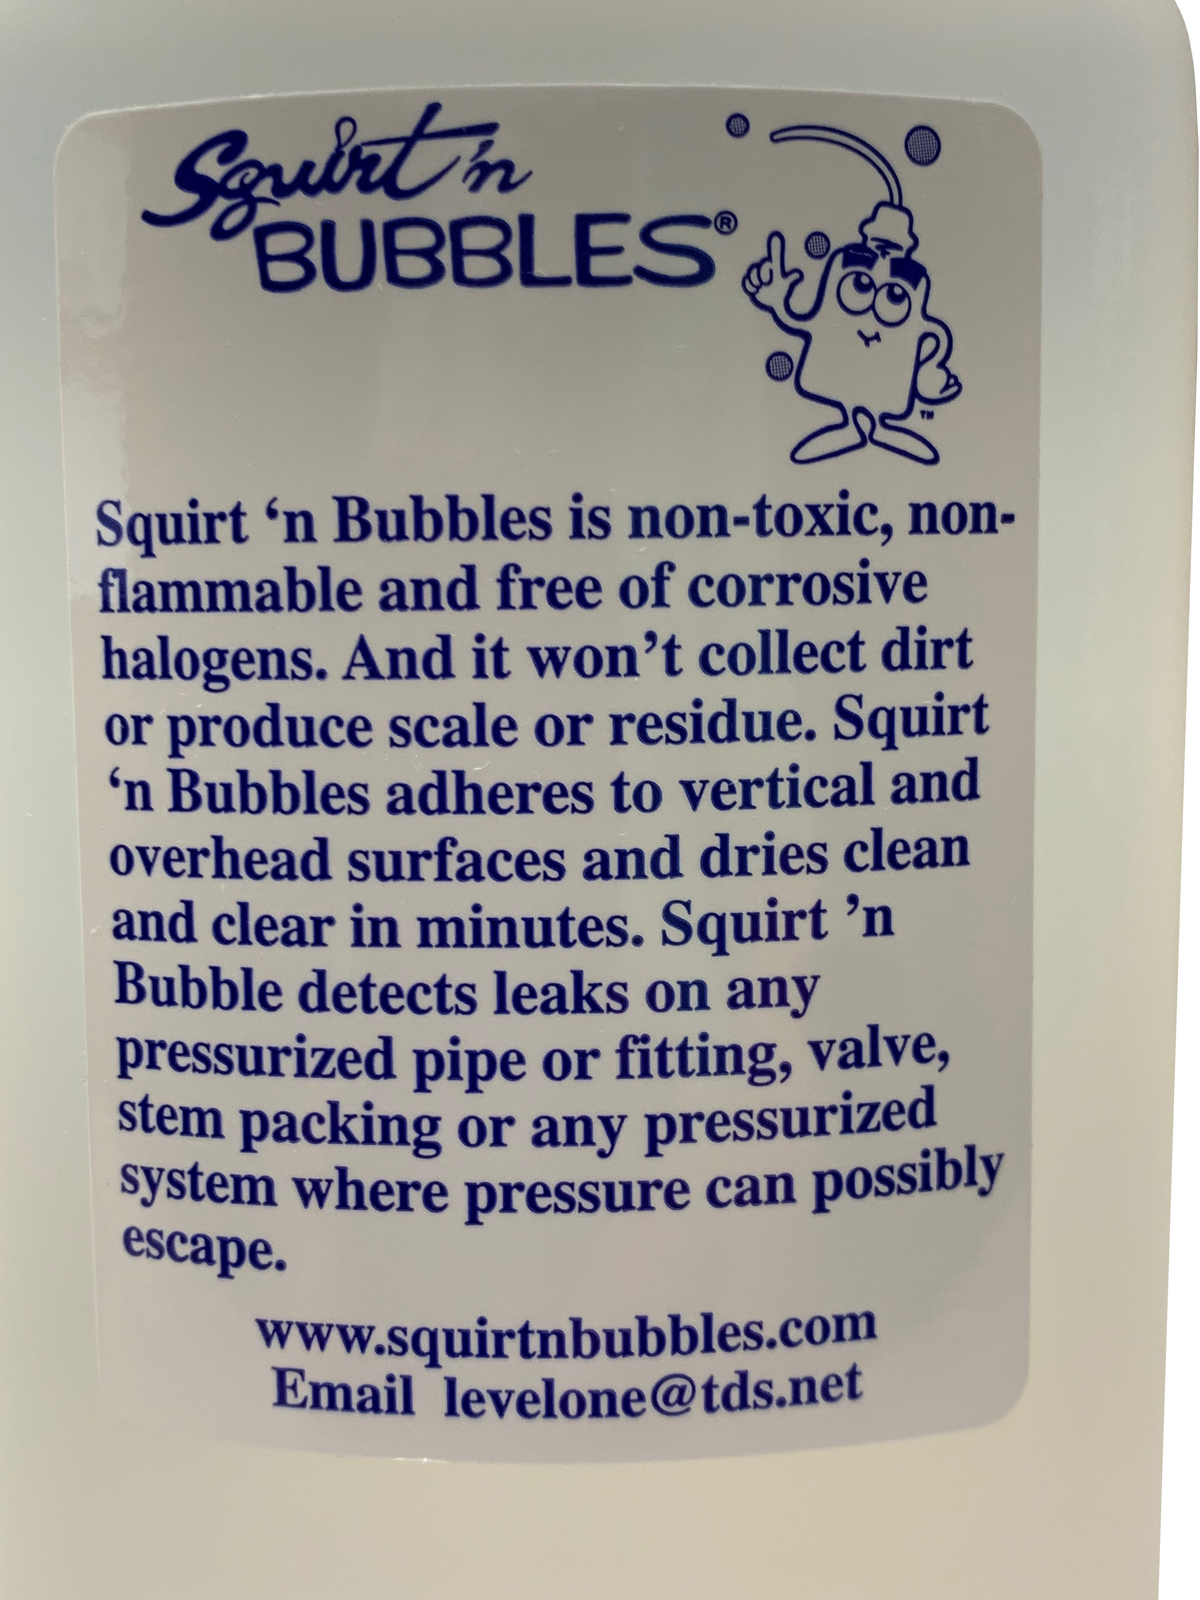 Squirt 'n
BUBBLES®
TM
Squirt ‘n Bubbles is non-toxic, non-
flammable and free of corrosive
halogens. And it won’t collect dirt
or produce scale or residue. Squirt
‘n Bubbles adheres to vertical and
overhead surfaces and dries clean
and clear in minutes. Squirt ’n
Bubble detects leaks on any
pressurized pipe or fitting, valve,
stem packing or any pressurized
system where pressure can possibly
escape.
www.squirtnbubbles.com
Email levelone@tds.net